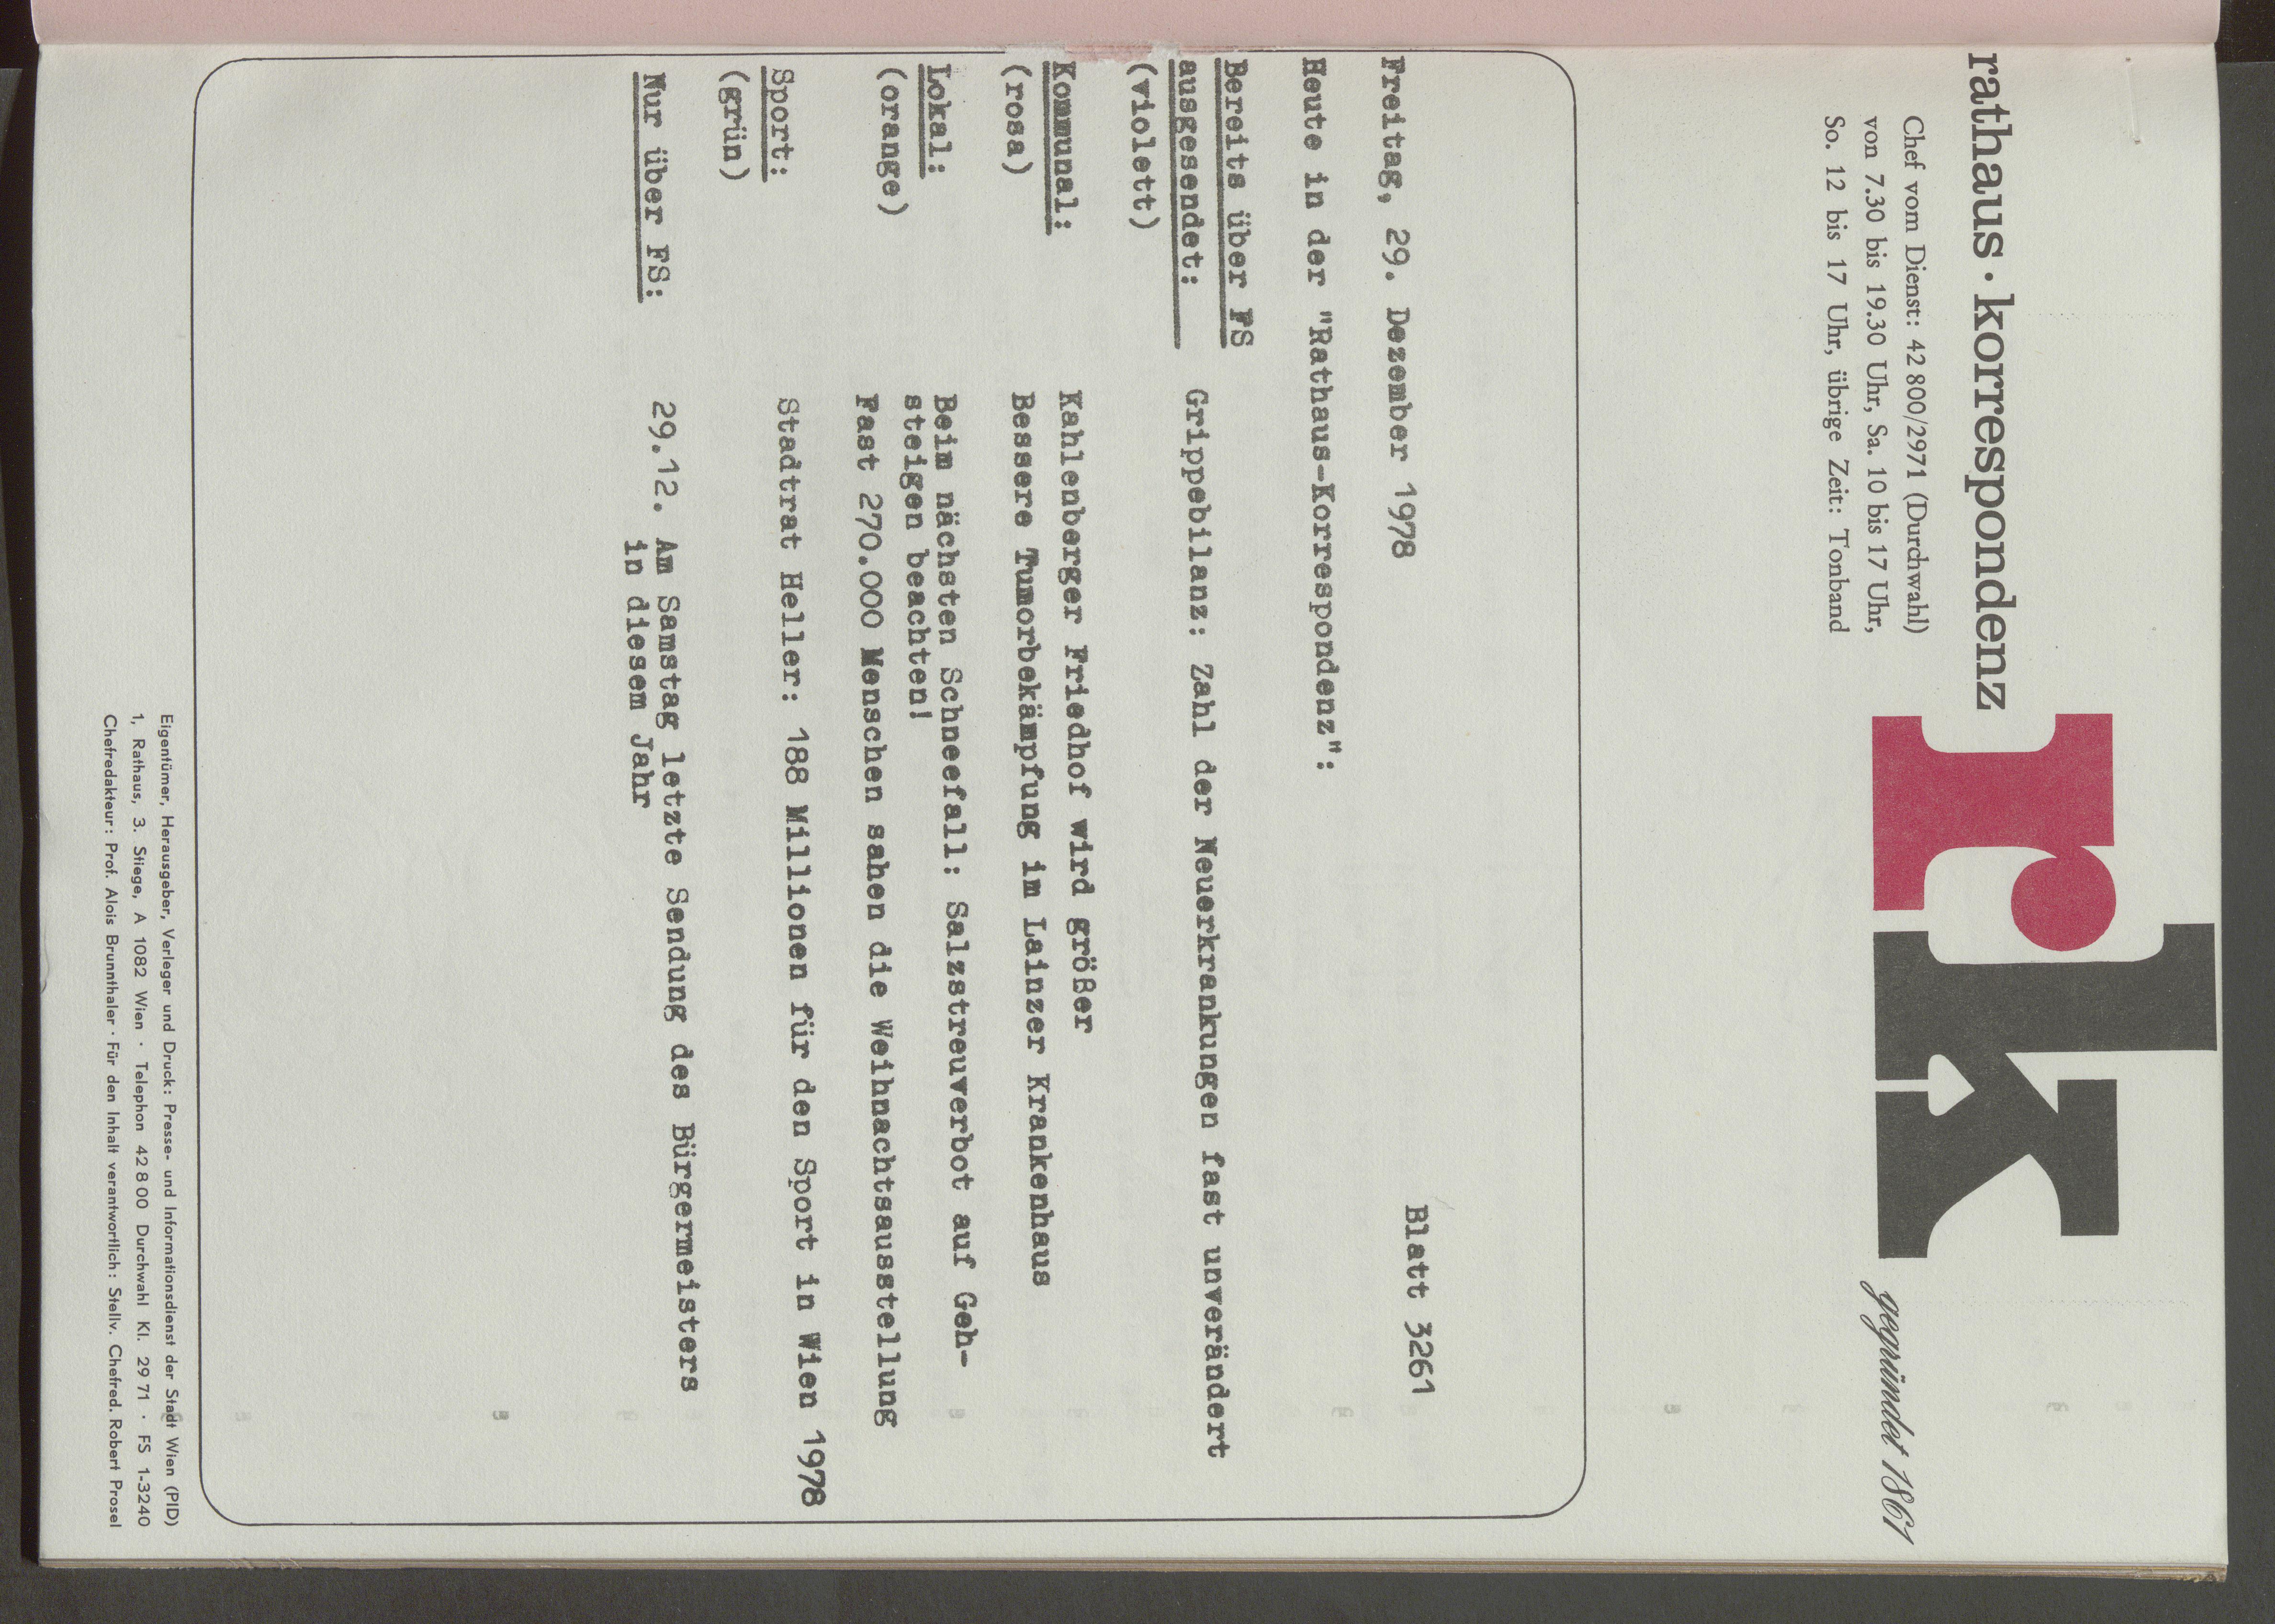 rathaus · korrespondenz
rk
gegründet 1861
Chef vom Dienst: 42 800/2971 (Durchwahl)
von 7.30 bis 19.30 Uhr, Sa. 10 bis 17 Uhr,
So. 12 bis 17 Uhr, übrige Zeit: Tonband
Freitag, 29. Dezember 1978 Blatt 3261
Heute in der "Rathaus-Korrespondenz":
Bereits über FS
ausgesendet: Grippebilanz: Zahl der Neuerkrankungen fast unverändert
(violett)
Kommunal: Kahlenberger Friedhof wird größer
(rosa) Bessere Tumorbekämpfung im Lainzer Krankenhaus
Lokal: Beim nächsten Schneefall: Salzstreuverbot auf Geh-
steigen beachten!
(orange) Fast 270.000 Menschen sahen die Weihnachtsausstellung
Sport: Stadtrat Heller: 188 Millionen für den Sport in Wien 1978
(grün)
Nur über FS: 29.12. Am Samstag letzte Sendung des Bürgermeisters
in diesem Jahr
Eigentümer, Herausgeber, Verleger und Druck: Presse- und Informationsdienst der Stadt Wien (PID)
1, Rathaus, 3. Stiege, A 1082 Wien · Telephon 42 8 00 Durchwahl Kl. 29 71 · FS 1-3240
Chefredakteur: Prof. Alois Brunnthaler · Für den Inhalt verantwortlich: Stellv. Chefred. Robert Prosel